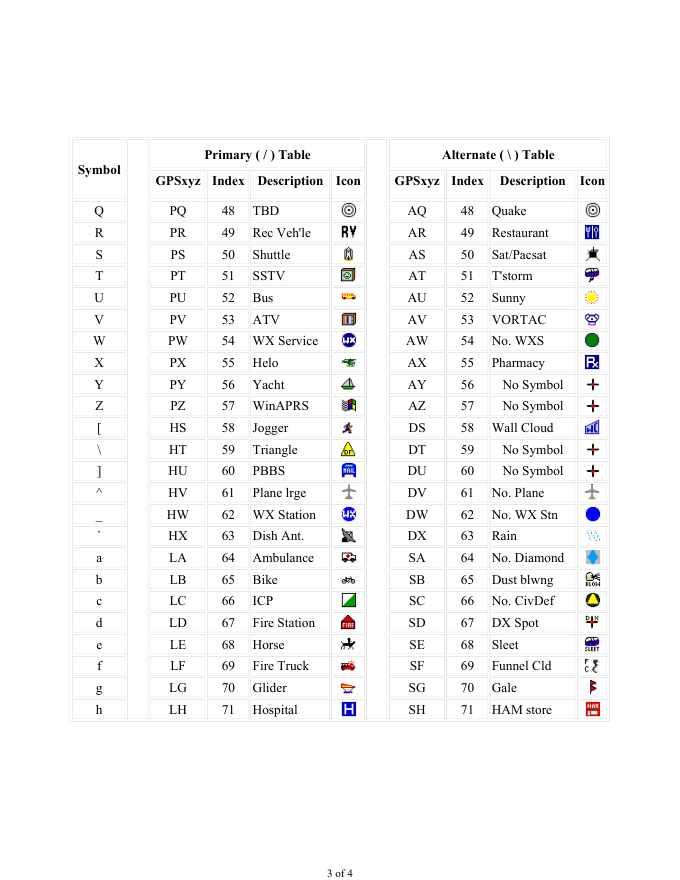 Symbol Primary ( / ) Table Alternate ( \ ) Table
GPSxyz Index Description Icon GPSxyz Index Description Icon
Q PQ 48 TBD AQ 48 Quake
R PR 49 Rec Veh'le RV AR 49 Restaurant
S PS 50 Shuttle AS 50 Sat/Pacsat
T PT 51 SSTV AT 51 T'storm
U PU 52 Bus AU 52 Sunny
V PV 53 ATV AV 53 VORTAC
W PW 54 WX Service WX AW 54 No. WXS
X PX 55 Helo AX 55 Pharmacy Rx
Y PY 56 Yacht AY 56 No Symbol
Z PZ 57 WinAPRS AZ 57 No Symbol
[ HS 58 Jogger DS 58 Wall Cloud
\ HT 59 Triangle DF DT 59 No Symbol
] HU 60 PBBS MAIL DU 60 No Symbol
^ HV 61 Plane lrge DV 61 No. Plane
_ HW 62 WX Station WX DW 62 No. WX Stn
` HX 63 Dish Ant. DX 63 Rain
a LA 64 Ambulance SA 64 No. Diamond
b LB 65 Bike SB 65 Dust blwng BLOW
c LC 66 ICP SC 66 No. CivDef
d LD 67 Fire Station FIRE SD 67 DX Spot DX
e LE 68 Horse SE 68 Sleet SLEET
f LF 69 Fire Truck SF 69 Funnel Cld F C
g LG 70 Glider SG 70 Gale
h LH 71 Hospital H SH 71 HAM store HAM
3 of 4